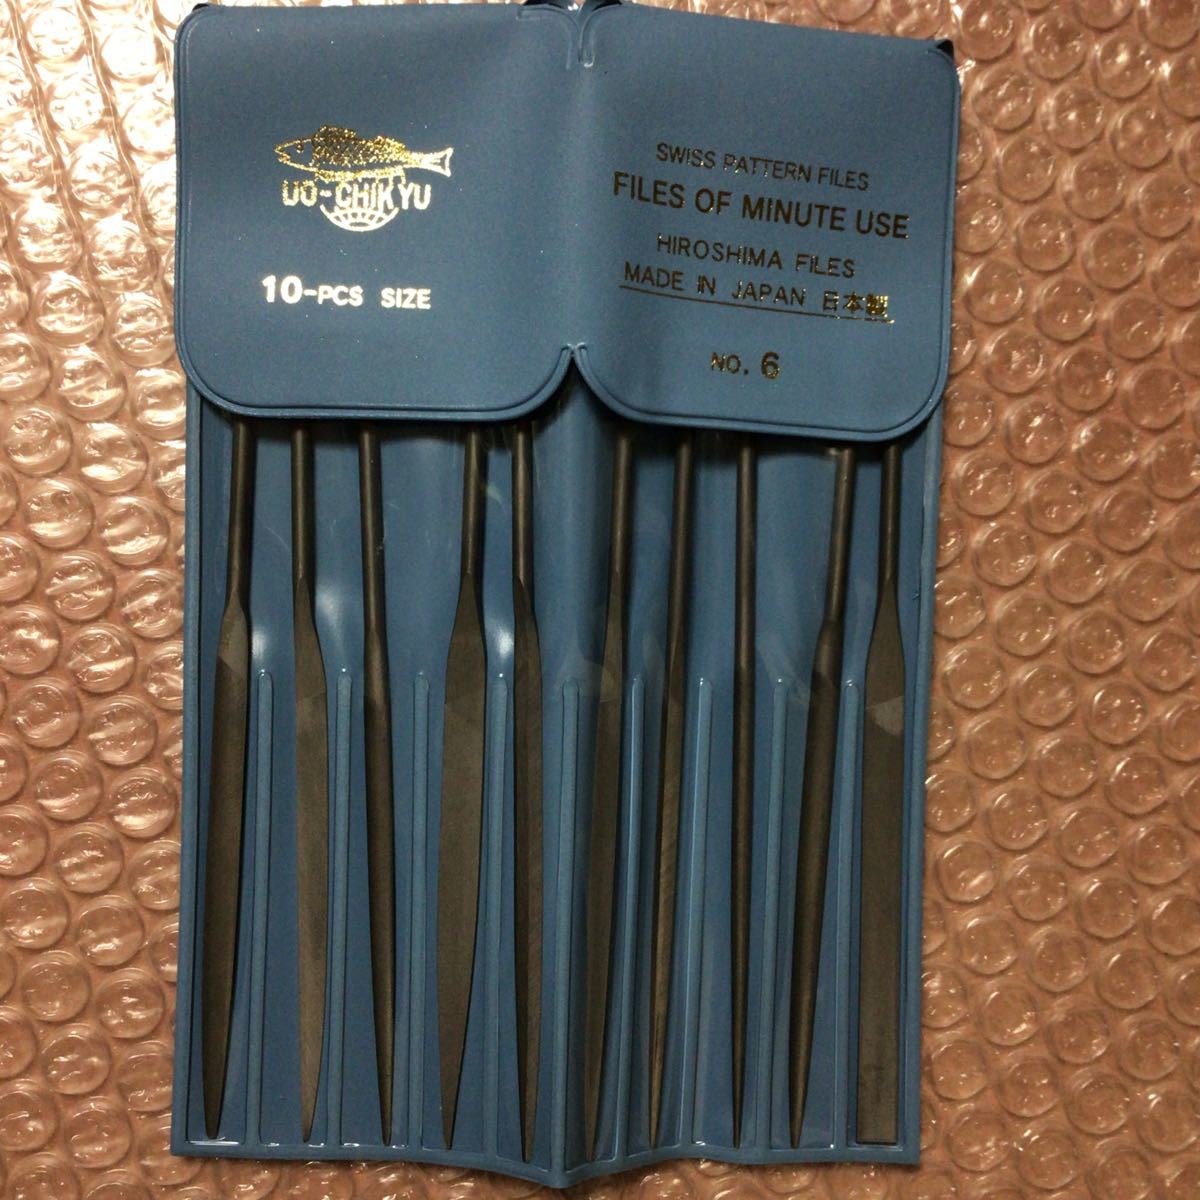 UO-CHIKYU
10-PCS SIZE
SWISS PATTERN FILES
FILES OF MINUTE USE
HIROSHIMA FILES
MADE IN JAPAN 日本製
NO. 6